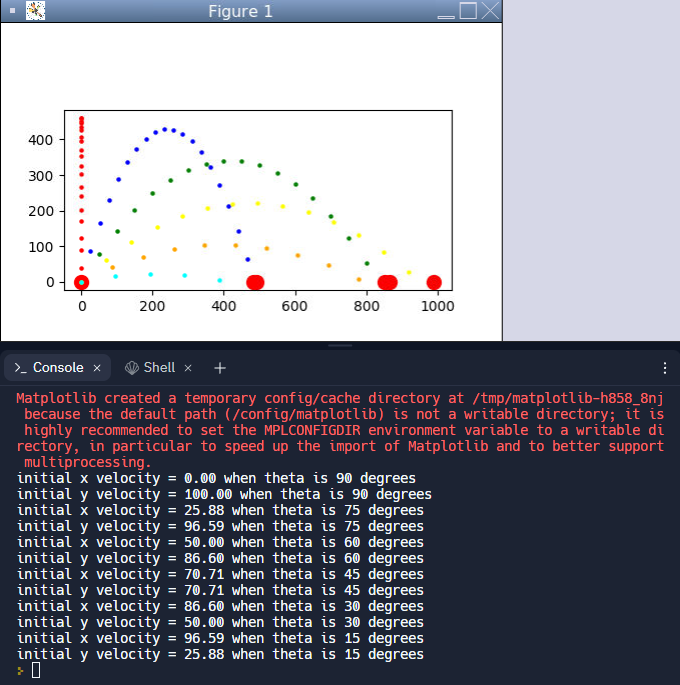 Figure 1
400
300
200
100
0
0 200 400 600 800 1000
>_ Console × Shell × +
Matplotlib created a temporary config/cache directory at /tmp/matplotlib-h858_8nj
because the default path (/config/matplotlib) is not a writable directory; it is
highly recommended to set the MPLCONFIGDIR environment variable to a writable di
rectory, in particular to speed up the import of Matplotlib and to better support
multiprocessing.
initial x velocity = 0.00 when theta is 90 degrees
initial y velocity = 100.00 when theta is 90 degrees
initial x velocity = 25.88 when theta is 75 degrees
initial y velocity = 96.59 when theta is 75 degrees
initial x velocity = 50.00 when theta is 60 degrees
initial y velocity = 86.60 when theta is 60 degrees
initial x velocity = 70.71 when theta is 45 degrees
initial y velocity = 70.71 when theta is 45 degrees
initial x velocity = 86.60 when theta is 30 degrees
initial y velocity = 50.00 when theta is 30 degrees
initial x velocity = 96.59 when theta is 15 degrees
initial y velocity = 25.88 when theta is 15 degrees